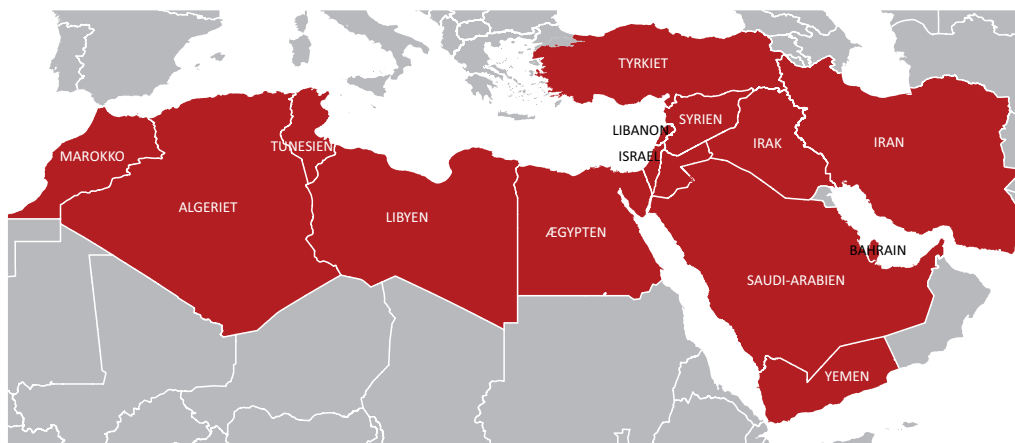 TYRKIET
LIBANON
SYRIEN
MAROKKO
TUNESIEN
ISRAEL
IRAK
IRAN
ALGERIET
LIBYEN
ÆGYPTEN
BAHRAIN
SAUDI-ARABIEN
YEMEN